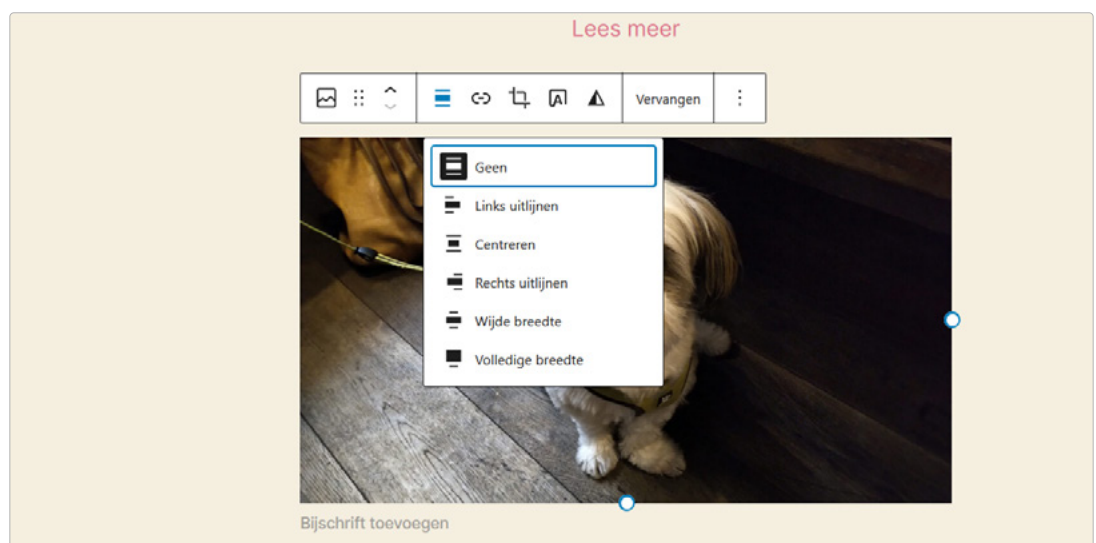 Lees meer
Vervangen
Geen
Links uitlijnen
Centreren
Rechts uitlijnen
Wijde breedte
Volledige breedte
Bijschrift toevoegen